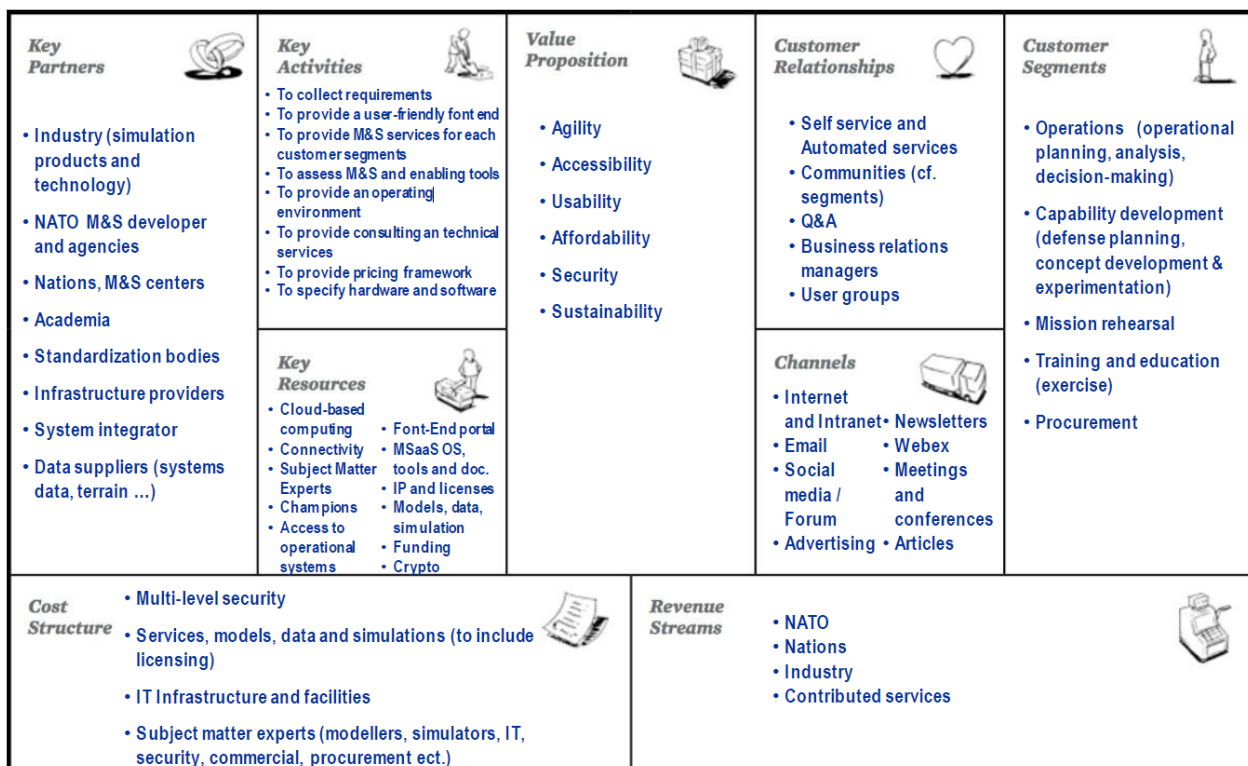 Key
Partners
• Industry (simulation
products and
technology)
• NATO M&S developer
and agencies
• Nations, M&S centers
• Academia
• Standardization bodies
• Infrastructure providers
• System integrator
• Data suppliers (systems
data, terrain ...)
Key
Activities
• To collect requirements
• To provide a user-friendly font end
• To provide M&S services for each
customer segments
• To assess M&S and enabling tools
• To provide an operating
environment
• To provide consulting an technical
services
• To provide pricing framework
• To specify hardware and software
Key
Resources
• Cloud-based
computing
• Connectivity
• Subject Matter
Experts
• Champions
• Access to
operational
systems
• Font-End portal
• MSaaS OS,
tools and doc.
• IP and licenses
• Models, data,
simulation
• Funding
• Crypto
Value
Proposition
• Agility
• Accessibility
• Usability
• Affordability
• Security
• Sustainability
Customer
Relationships
• Self service and
Automated services
• Communities (cf.
segments)
• Q&A
• Business relations
managers
• User groups
Channels
• Internet
and Intranet
• Email
• Social
media /
Forum
• Advertising
• Newsletters
• Webex
• Meetings
and
conferences
• Articles
Customer
Segments
• Operations (operational
planning, analysis,
decision-making)
• Capability development
(defense planning,
concept development &
experimentation)
• Mission rehearsal
• Training and education
(exercise)
• Procurement
Cost
Structure
• Multi-level security
• Services, models, data and simulations (to include
licensing)
• IT Infrastructure and facilities
• Subject matter experts (modellers, simulators, IT,
security, commercial, procurement ect.)
Revenue
Streams
• NATO
• Nations
• Industry
• Contributed services